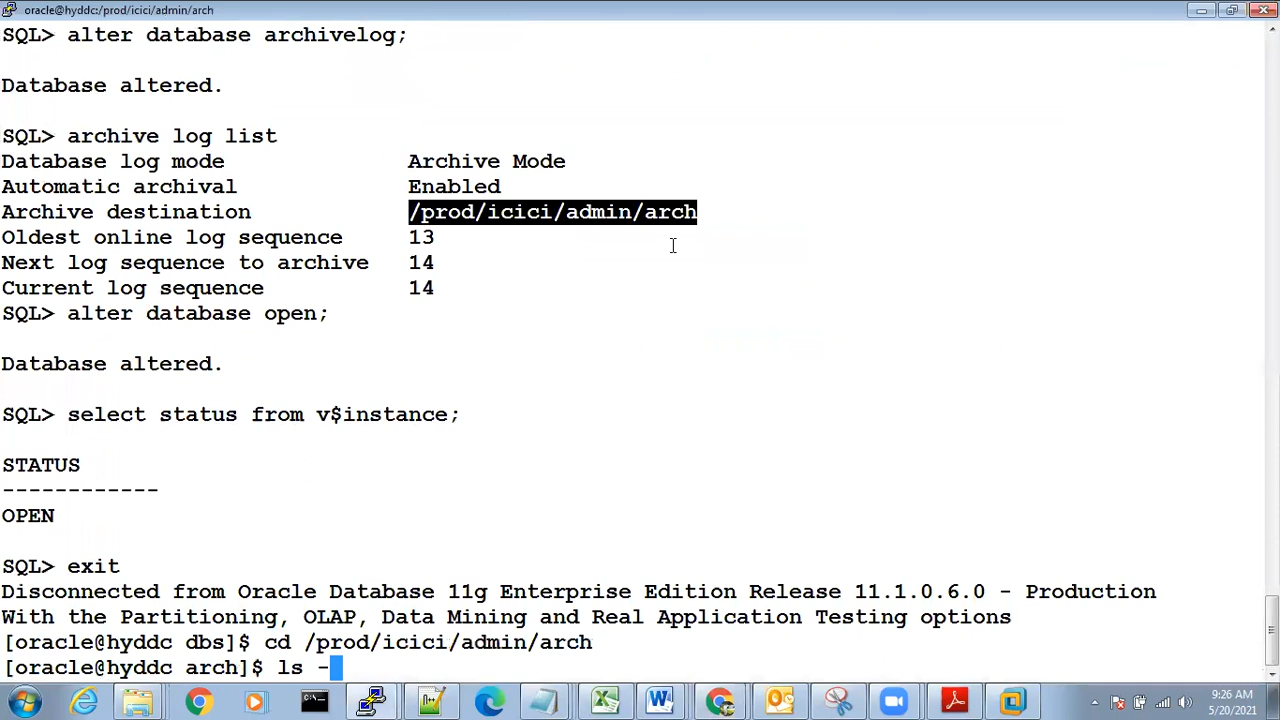 oracle@hyddc:/prod/icici/admin/arch
SQL> alter database archivelog;
Database altered.
SQL> archive log list
Database log mode Archive Mode
Automatic archival Enabled
Archive destination /prod/icici/admin/arch
Oldest online log sequence 13
Next log sequence to archive 14
Current log sequence 14
SQL> alter database open;
Database altered.
SQL> select status from v$instance;
STATUS
------------
OPEN
SQL> exit
Disconnected from Oracle Database 11g Enterprise Edition Release 11.1.0.6.0 - Production
With the Partitioning, OLAP, Data Mining and Real Application Testing options
[oracle@hyddc dbs]$ cd /prod/icici/admin/arch
[oracle@hyddc arch]$ ls -
9:26 AM
5/20/2021